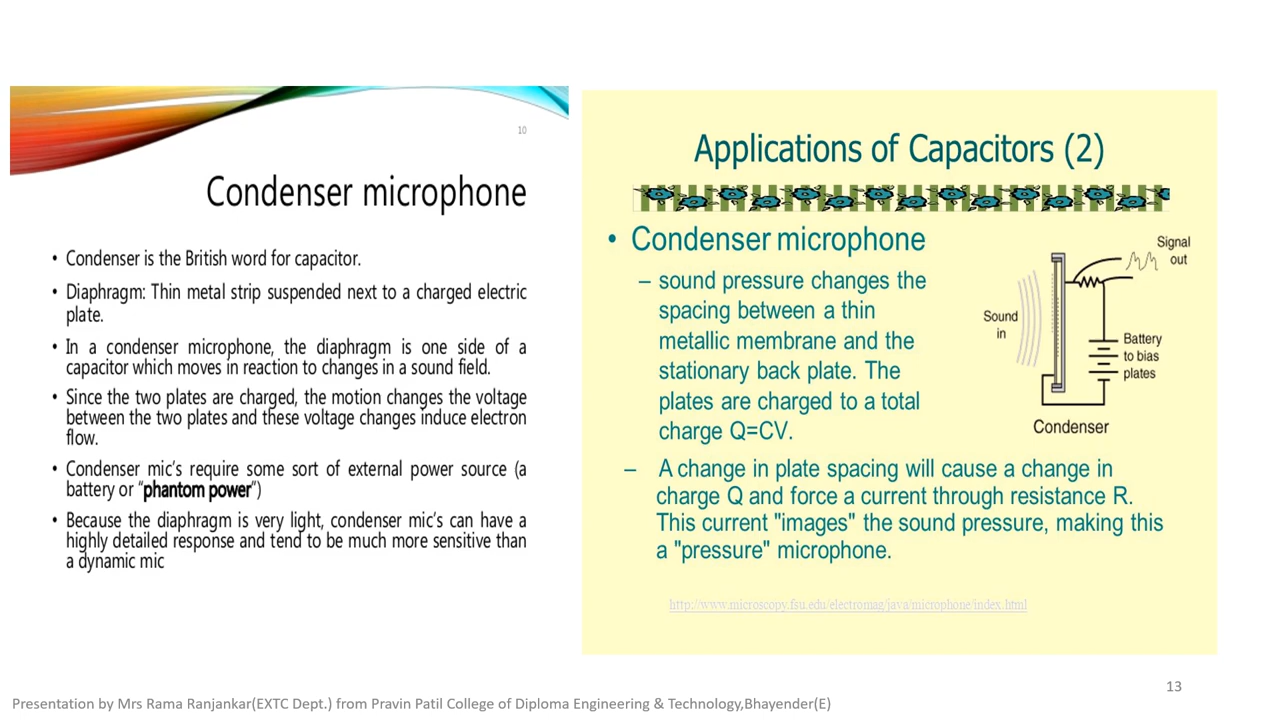 10
Condenser microphone
• Condenser is the British word for capacitor.
• Diaphragm: Thin metal strip suspended next to a charged electric
plate.
• In a condenser microphone, the diaphragm is one side of a
capacitor which moves in reaction to changes in a sound field.
• Since the two plates are charged, the motion changes the voltage
between the two plates and these voltage changes induce electron
flow.
• Condenser mic’s require some sort of external power source (a
battery or “phantom power”)
• Because the diaphragm is very light, condenser mic’s can have a
highly detailed response and tend to be much more sensitive than
a dynamic mic
Applications of Capacitors (2)
• Condenser microphone
– sound pressure changes the
spacing between a thin
metallic membrane and the
stationary back plate. The
plates are charged to a total
charge Q=CV.
– A change in plate spacing will cause a change in
charge Q and force a current through resistance R.
This current "images" the sound pressure, making this
a "pressure" microphone.
Signal
out
Sound
in
Battery
to bias
plates
Condenser
http://www.microscopy.fsu.edu/electromag/java/microphone/index.html
13
Presentation by Mrs Rama Ranjankar(EXTC Dept.) from Pravin Patil College of Diploma Engineering & Technology,Bhayender(E)